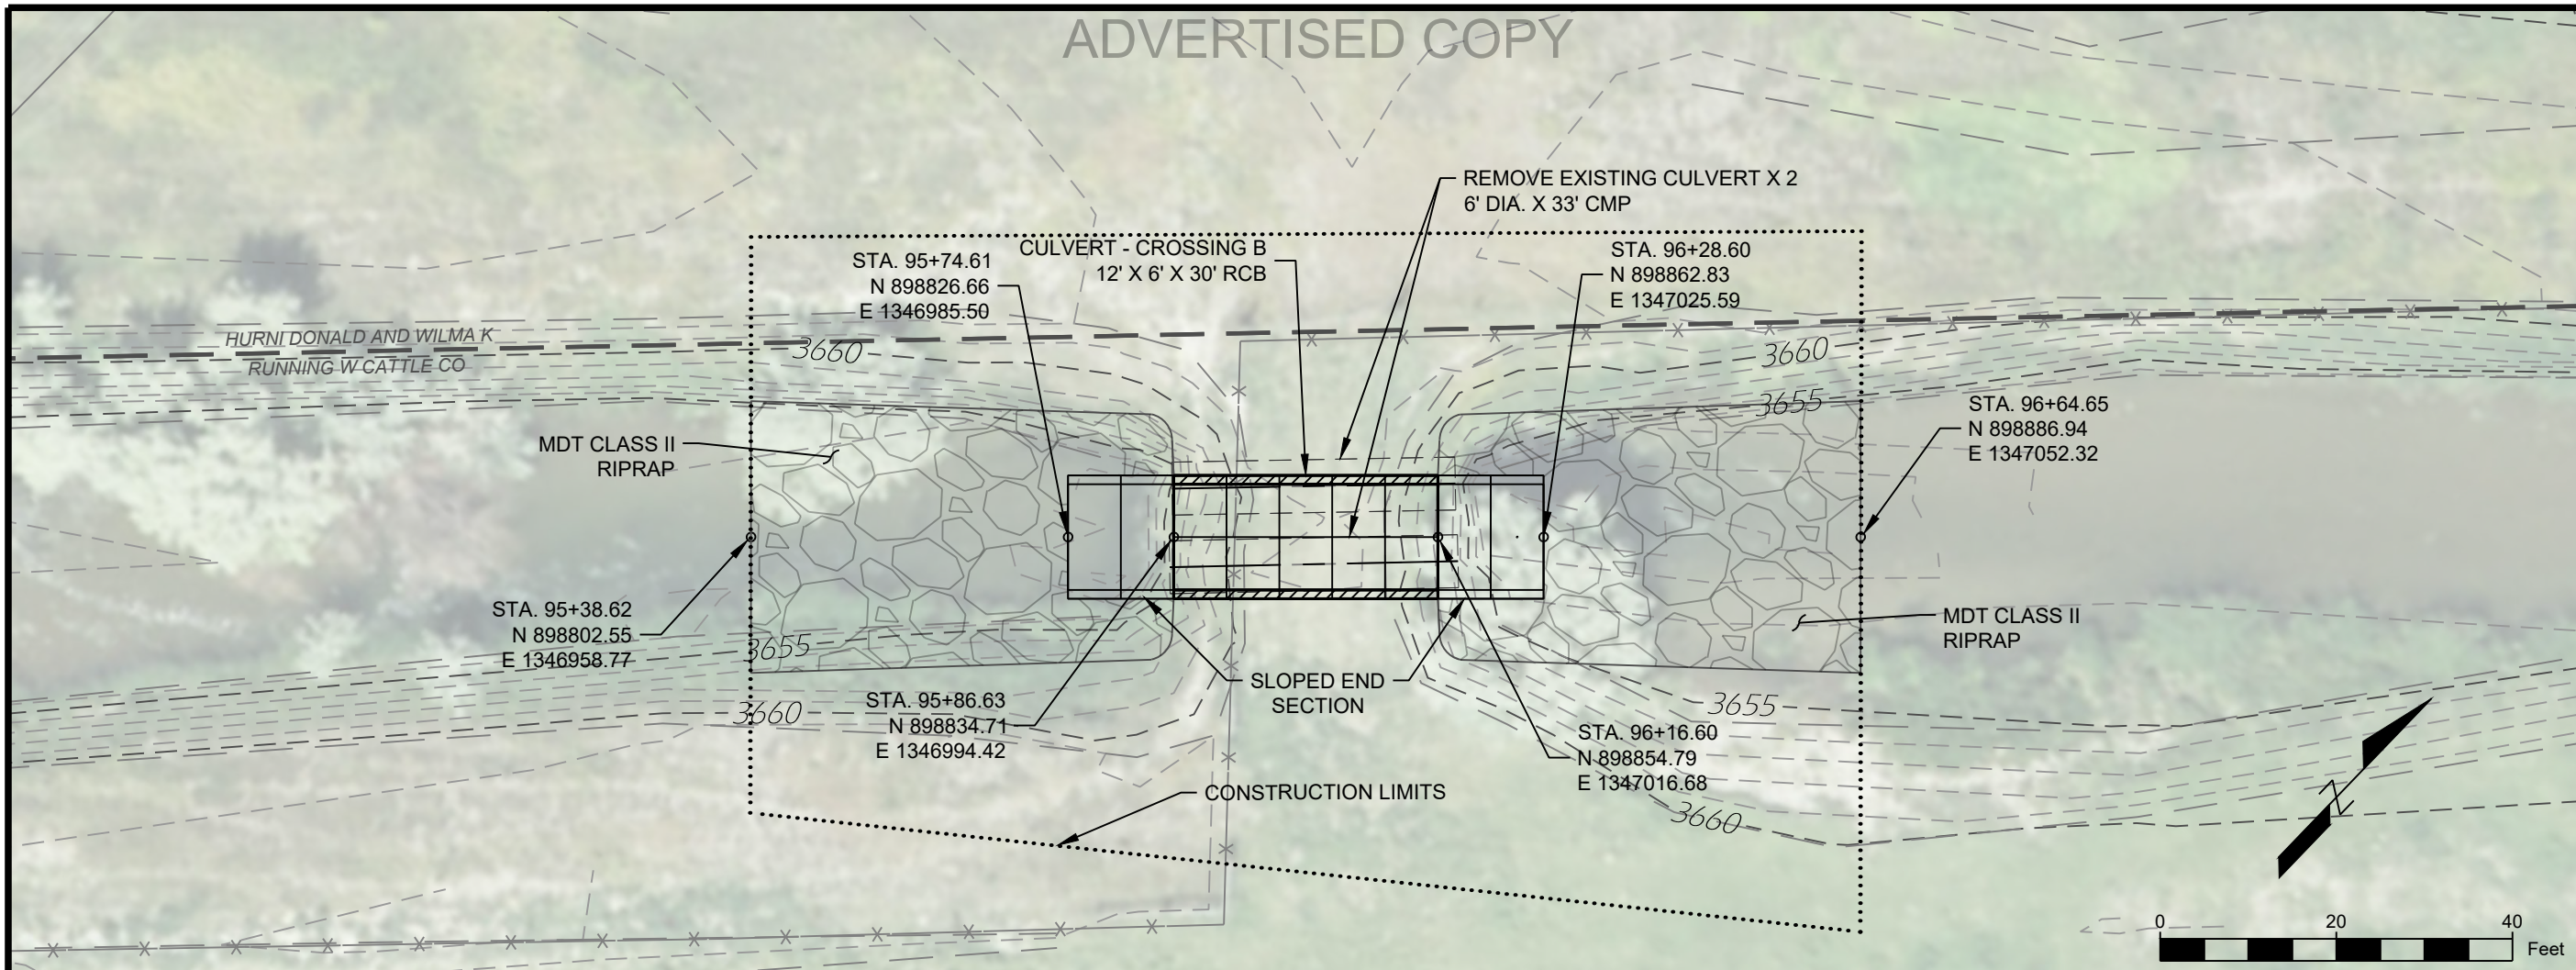 ADVERTISED COPY
REMOVE EXISTING CULVERT X 2
6' DIA. X 33' CMP
CULVERT - CROSSING B
12' X 6' X 30' RCB
STA. 95+74.61
N 898826.66
E 1346985.50
STA. 96+28.60
N 898862.83
E 1347025.59
HURNI DONALD AND WILMA K
RUNNING W CATTLE CO
3660
3660
3655
STA. 96+64.65
N 898886.94
E 1347052.32
MDT CLASS II
RIPRAP
STA. 95+38.62
N 898802.55
E 1346958.77
3655
3660
MDT CLASS II
RIPRAP
SLOPED END
SECTION
STA. 95+86.63
N 898834.71
E 1346994.42
3655
STA. 96+16.60
N 898854.79
E 1347016.68
3660
CONSTRUCTION LIMITS
N
0 20 40
Feet